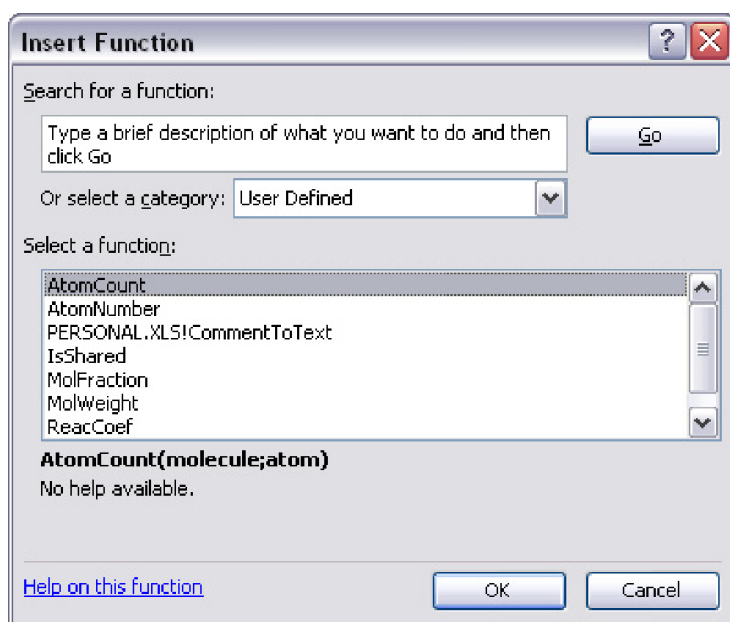 Insert Function
Search for a function:
Type a brief description of what you want to do and then
click Go
Go
Or select a category:
User Defined
Select a function:
AtomCount
AtomNumber
PERSONAL.XLS!CommentToText
IsShared
MolFraction
MolWeight
ReacCoef
AtomCount(molecule;atom)
No help available.
Help on this function
OK
Cancel